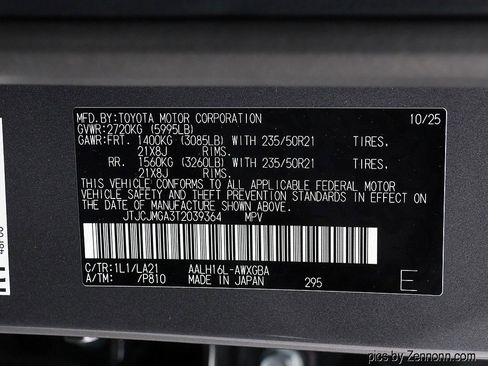 MFD.BY:TOYOTA MOTOR CORPORATION 10/25
GVWR:2720KG (5995LB)
GAWR:FRT. 1400KG (3085LB) WITH 235/50R21 TIRES.
21X8J RIMS.
RR. 1560KG (3260LB) WITH 235/50R21 TIRES.
21X8J RIMS.
THIS VEHICLE CONFORMS TO ALL APPLICABLE FEDERAL MOTOR
VEHICLE SAFETY AND THEFT PREVENTION STANDARDS IN EFFECT
ON THE DATE OF MANUFACTURE SHOWN ABOVE.
JTJCJMGA3T2039364 MPV
C/TR:1L1/LA21 AALH16L-AWXGBA
A/TM: /P810 MADE IN JAPAN 295 E
pics by Zennonn.com